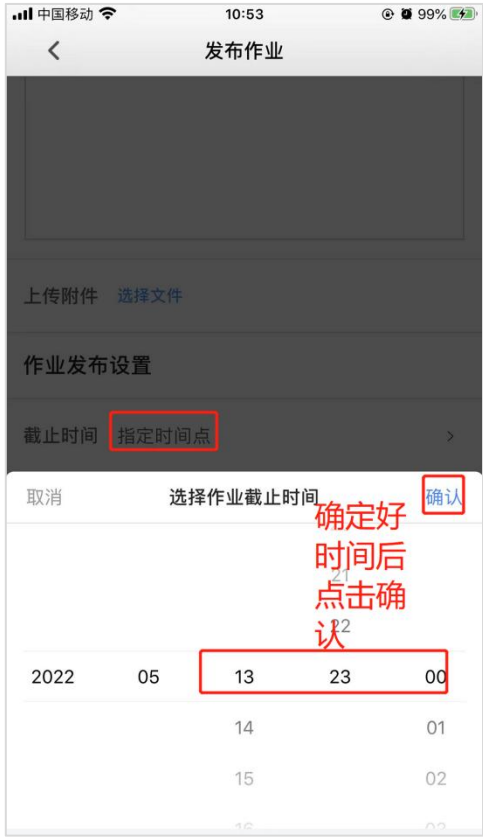 中国移动 10:53 99%
发布作业
上传附件 选择文件
作业发布设置
截止时间 指定时间点
取消 选择作业截止时间 确认
确定好
时间后
点击确
认
21
22
2022 05 13 23 00
14 01
15 02
16 03